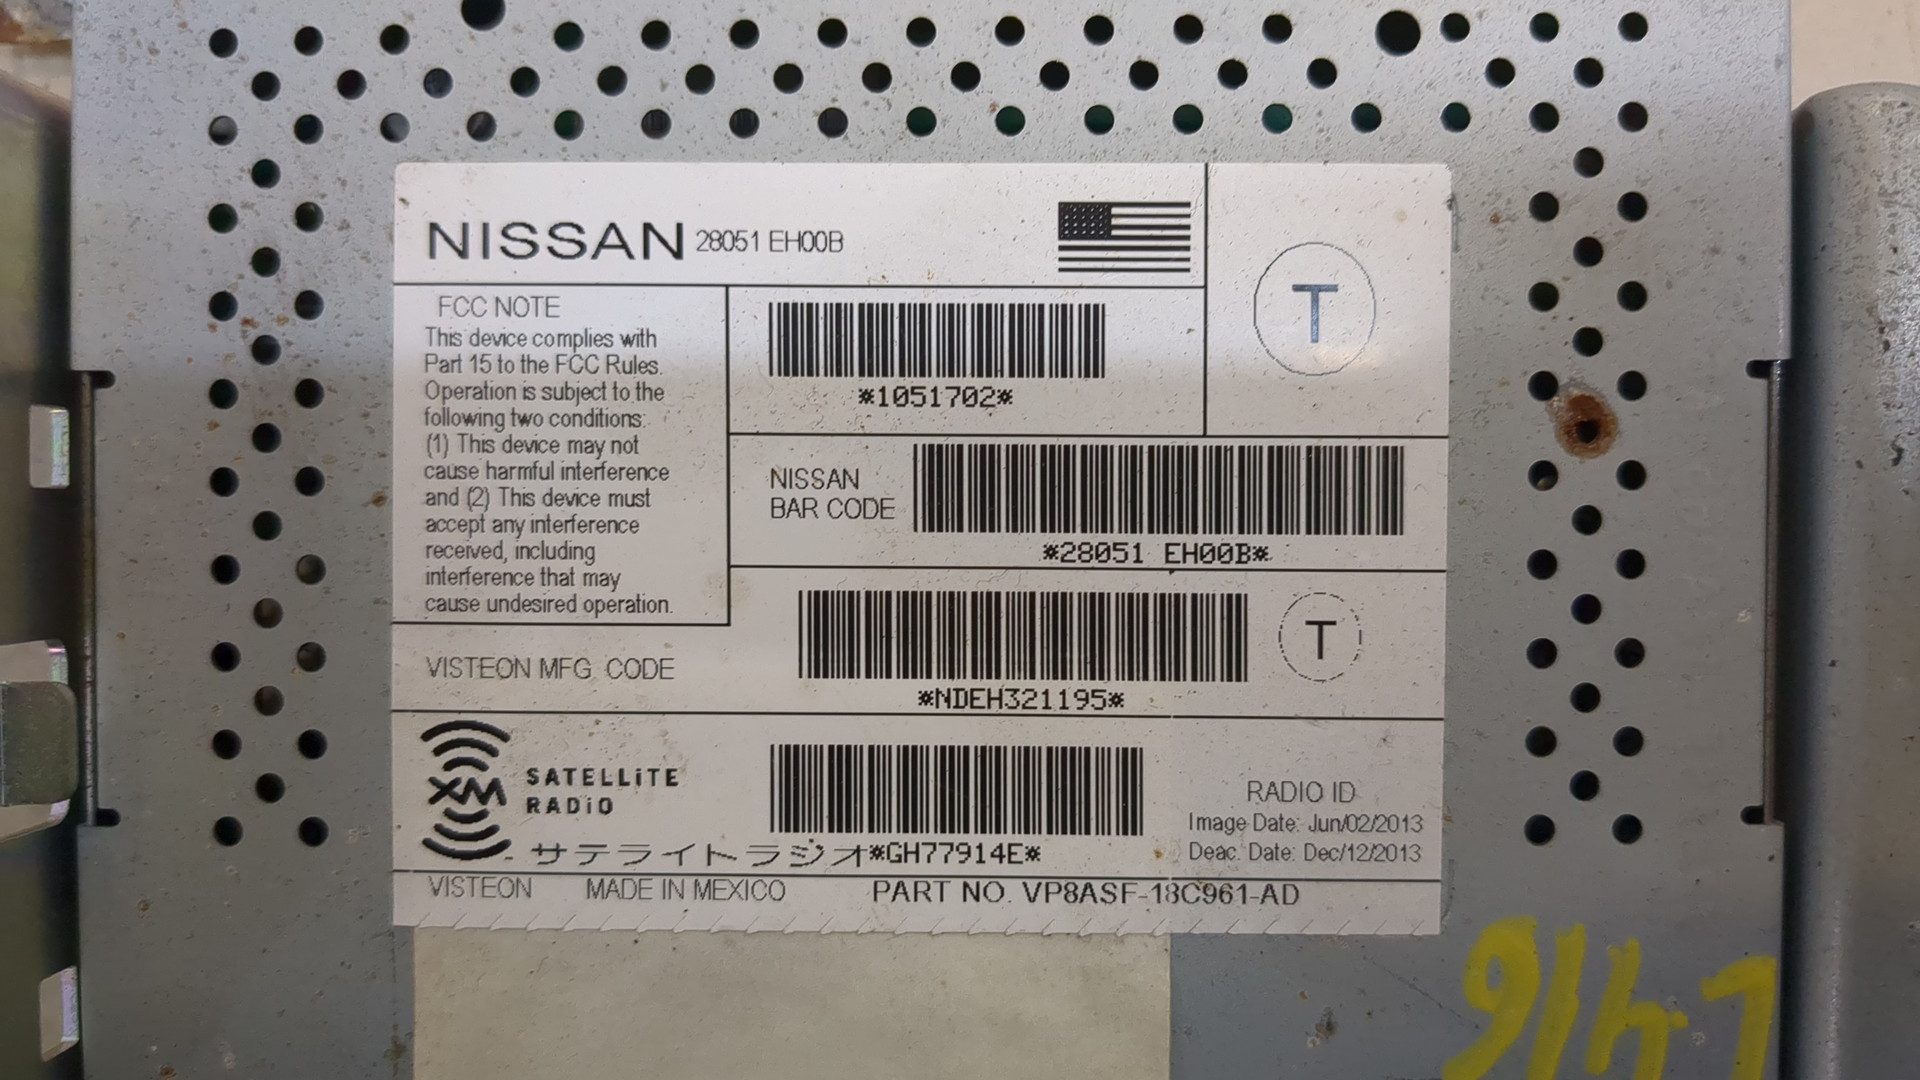 NISSAN 28051 EH00B
T
FCC NOTE
This device complies with
Part 15 to the FCC Rules.
Operation is subject to the
following two conditions:
(1) This device may not
cause harmful interference
and (2) This device must
accept any interference
received, including
interference that may
cause undesired operation.
*1051702*
NISSAN
BAR CODE
*28051 EH00B*
VISTEON MFG CODE
*NDEH321195*
T
XM SATELLiTE
RADiO
サテライトラジオ
*GH77914E*
RADIO ID
Image Date: Jun/02/2013
Deac. Date: Dec/12/2013
VISTEON MADE IN MEXICO PART NO. VP8ASF-18C961-AD